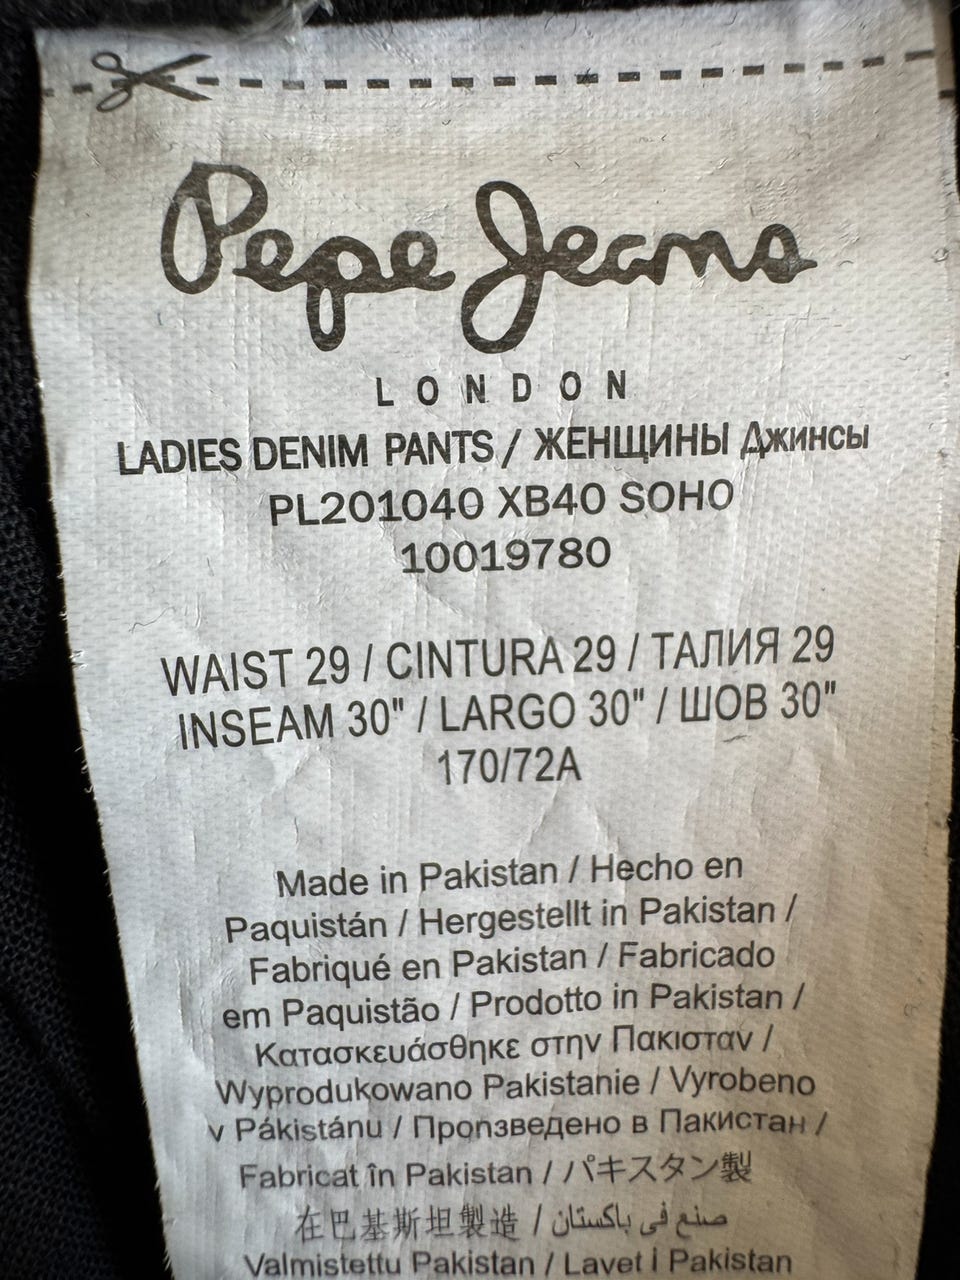 Pepe Jeans
LONDON
LADIES DENIM PANTS / ЖЕНЩИНЫ Джинсы
PL201040 XB40 SOHO
10019780
WAIST 29 / CINTURA 29 / ТАЛИЯ 29
INSEAM 30" / LARGO 30" / ШОВ 30"
170/72A
Made in Pakistan / Hecho en
Paquistán / Hergestellt in Pakistan /
Fabriqué en Pakistan / Fabricado
em Paquistão / Prodotto in Pakistan /
Κατασκευάσθηκε στην Πακισταν /
Wyprodukowano Pakistanie / Vyrobeno
v Pákistánu / Пропзведено в Пакистан /
Fabricat în Pakistan / パキスタン製
在巴基斯坦製造 / صنع فى باكستان
Valmistettu Pakistan / Lavet i Pakistan